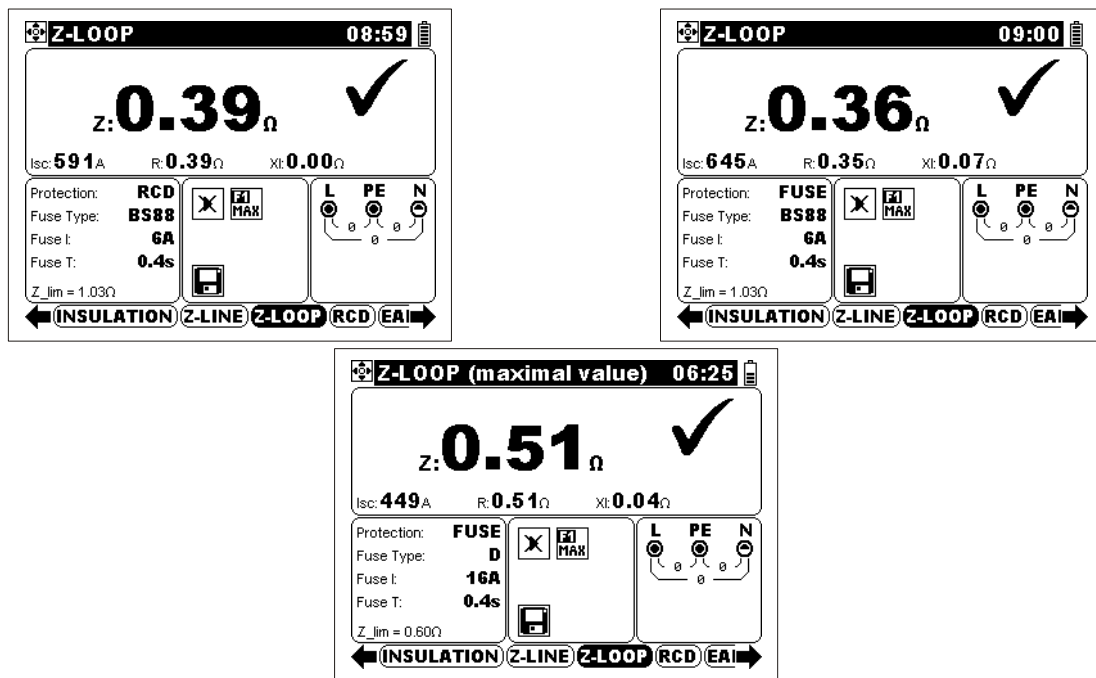 Z-LOOP 08:59
Z: 0.39 Ω
Isc: 591A R: 0.39Ω Xl: 0.00Ω
Protection: RCD
Fuse Type: BS88
Fuse I: 6A
Fuse T: 0.4s
Z_lim = 1.03Ω
F1
MAX
L PE N
0 0
0
INSULATION Z-LINE Z-LOOP RCD EAI
Z-LOOP 09:00
Z: 0.36 Ω
Isc: 645A R: 0.35Ω Xl: 0.07Ω
Protection: FUSE
Fuse Type: BS88
Fuse I: 6A
Fuse T: 0.4s
Z_lim = 1.03Ω
F1
MAX
L PE N
0 0
0
INSULATION Z-LINE Z-LOOP RCD EAI
Z-LOOP (maximal value) 06:25
Z: 0.51 Ω
Isc: 449A R: 0.51Ω Xl: 0.04Ω
Protection: FUSE
Fuse Type: D
Fuse I: 16A
Fuse T: 0.4s
Z_lim = 0.60Ω
F1
MAX
L PE N
0 0
0
INSULATION Z-LINE Z-LOOP RCD EAI